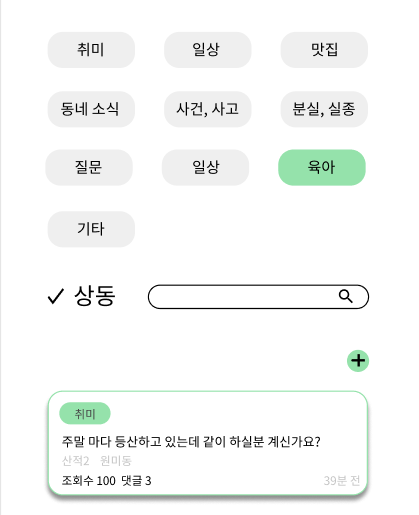 취미 일상 맛집
동네 소식 사건, 사고 분실, 실종
질문 일상 육아
기타
상동
취미
주말 마다 등산하고 있는데 같이 하실분 계신가요?
산적2 원미동
조회수 100 댓글 3 39분 전